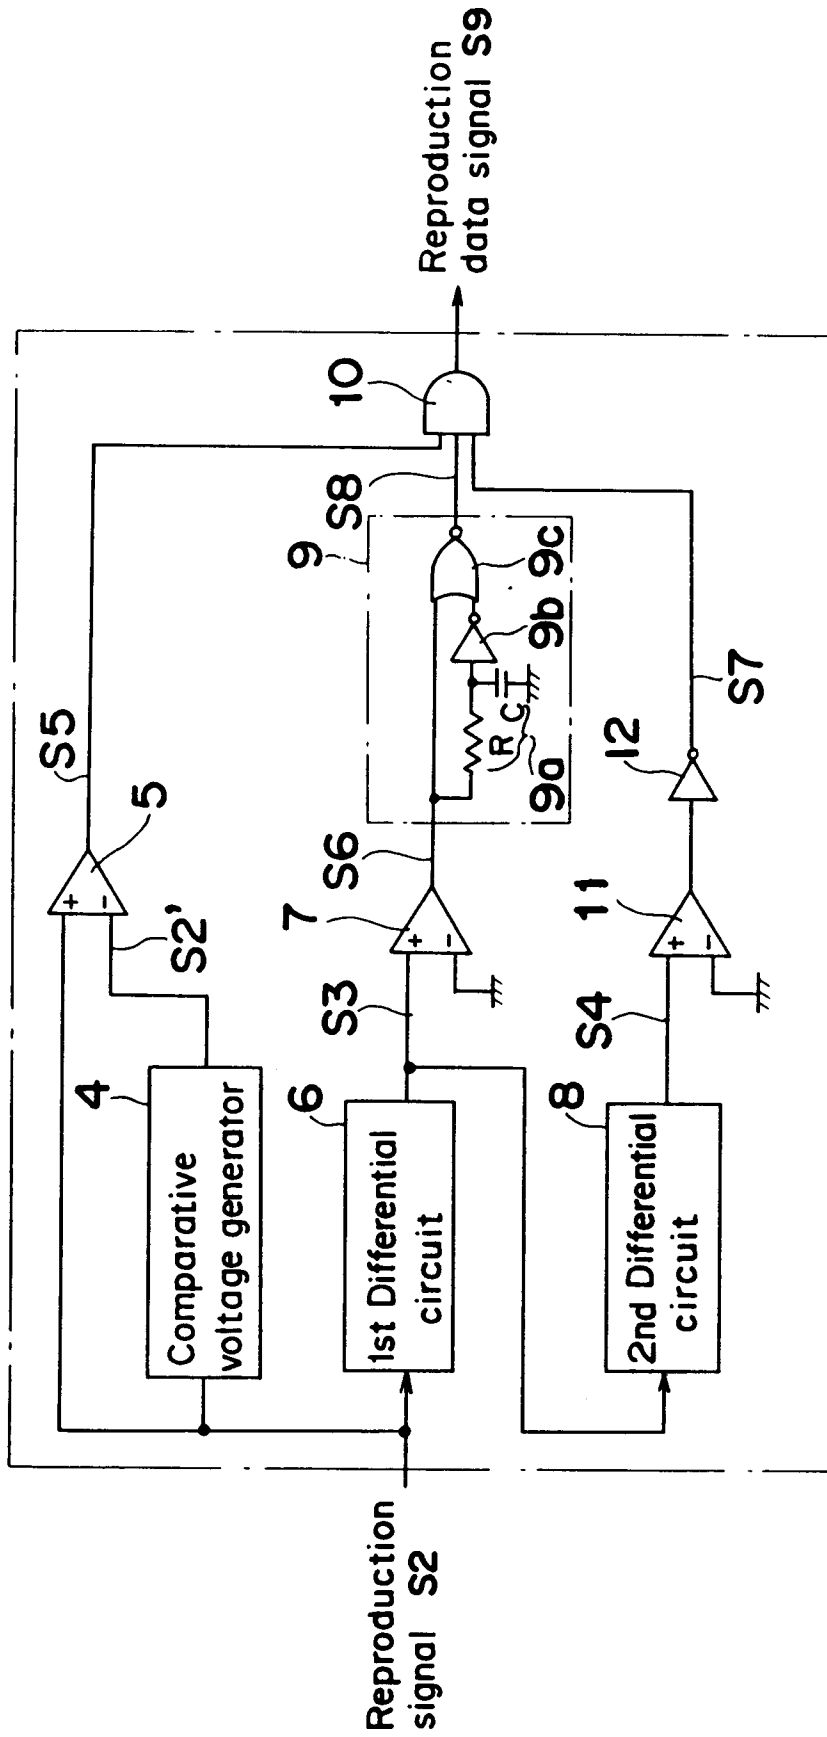 Reproduction
signal S2
Comparative
voltage generator
4
S2'
+
−
5
S5
1st Differential
circuit
6
S3
+
−
7
S6
9
R
C
9a
9b
9c
S8
10
Reproduction
data signal S9
2nd Differential
circuit
8
S4
+
−
11
12
S7